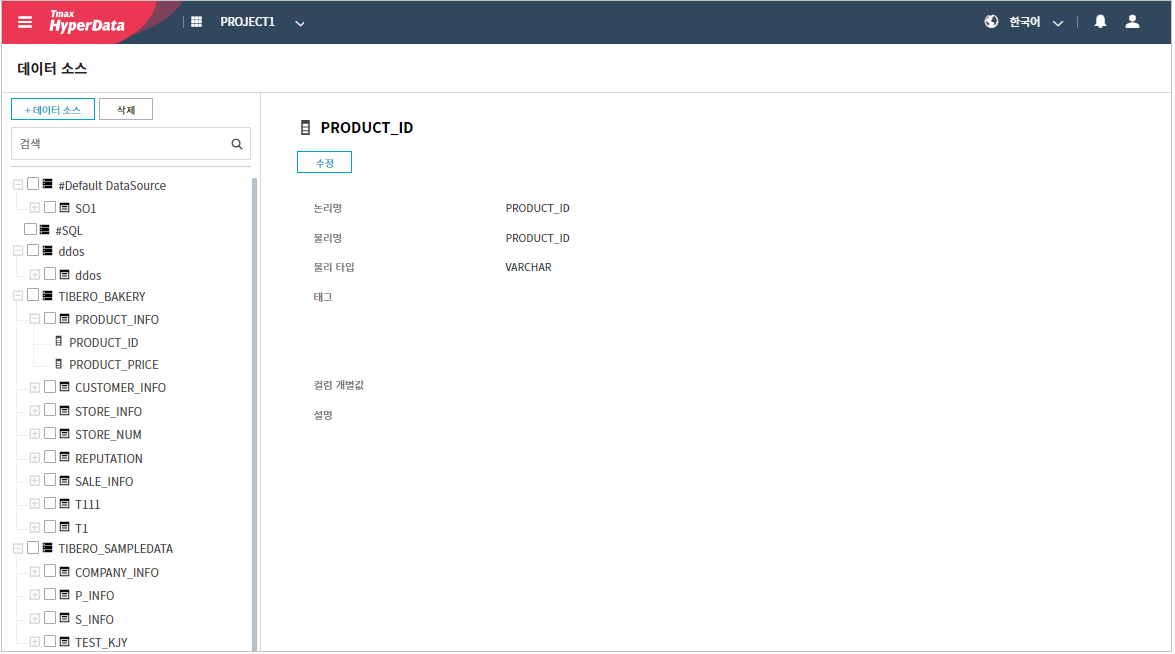 Tmax
HyperData
PROJECT1
한국어
데이터 소스
+ 데이터 소스
삭제
검색
#Default DataSource
SO1
#SQL
ddos
ddos
TIBERO_BAKERY
PRODUCT_INFO
PRODUCT_ID
PRODUCT_PRICE
CUSTOMER_INFO
STORE_INFO
STORE_NUM
REPUTATION
SALE_INFO
T111
T1
TIBERO_SAMPLEDATA
COMPANY_INFO
P_INFO
S_INFO
TEST_KJY
PRODUCT_ID
수정
논리명 PRODUCT_ID
물리명 PRODUCT_ID
물리 타입 VARCHAR
태그
컬럼 개별값
설명